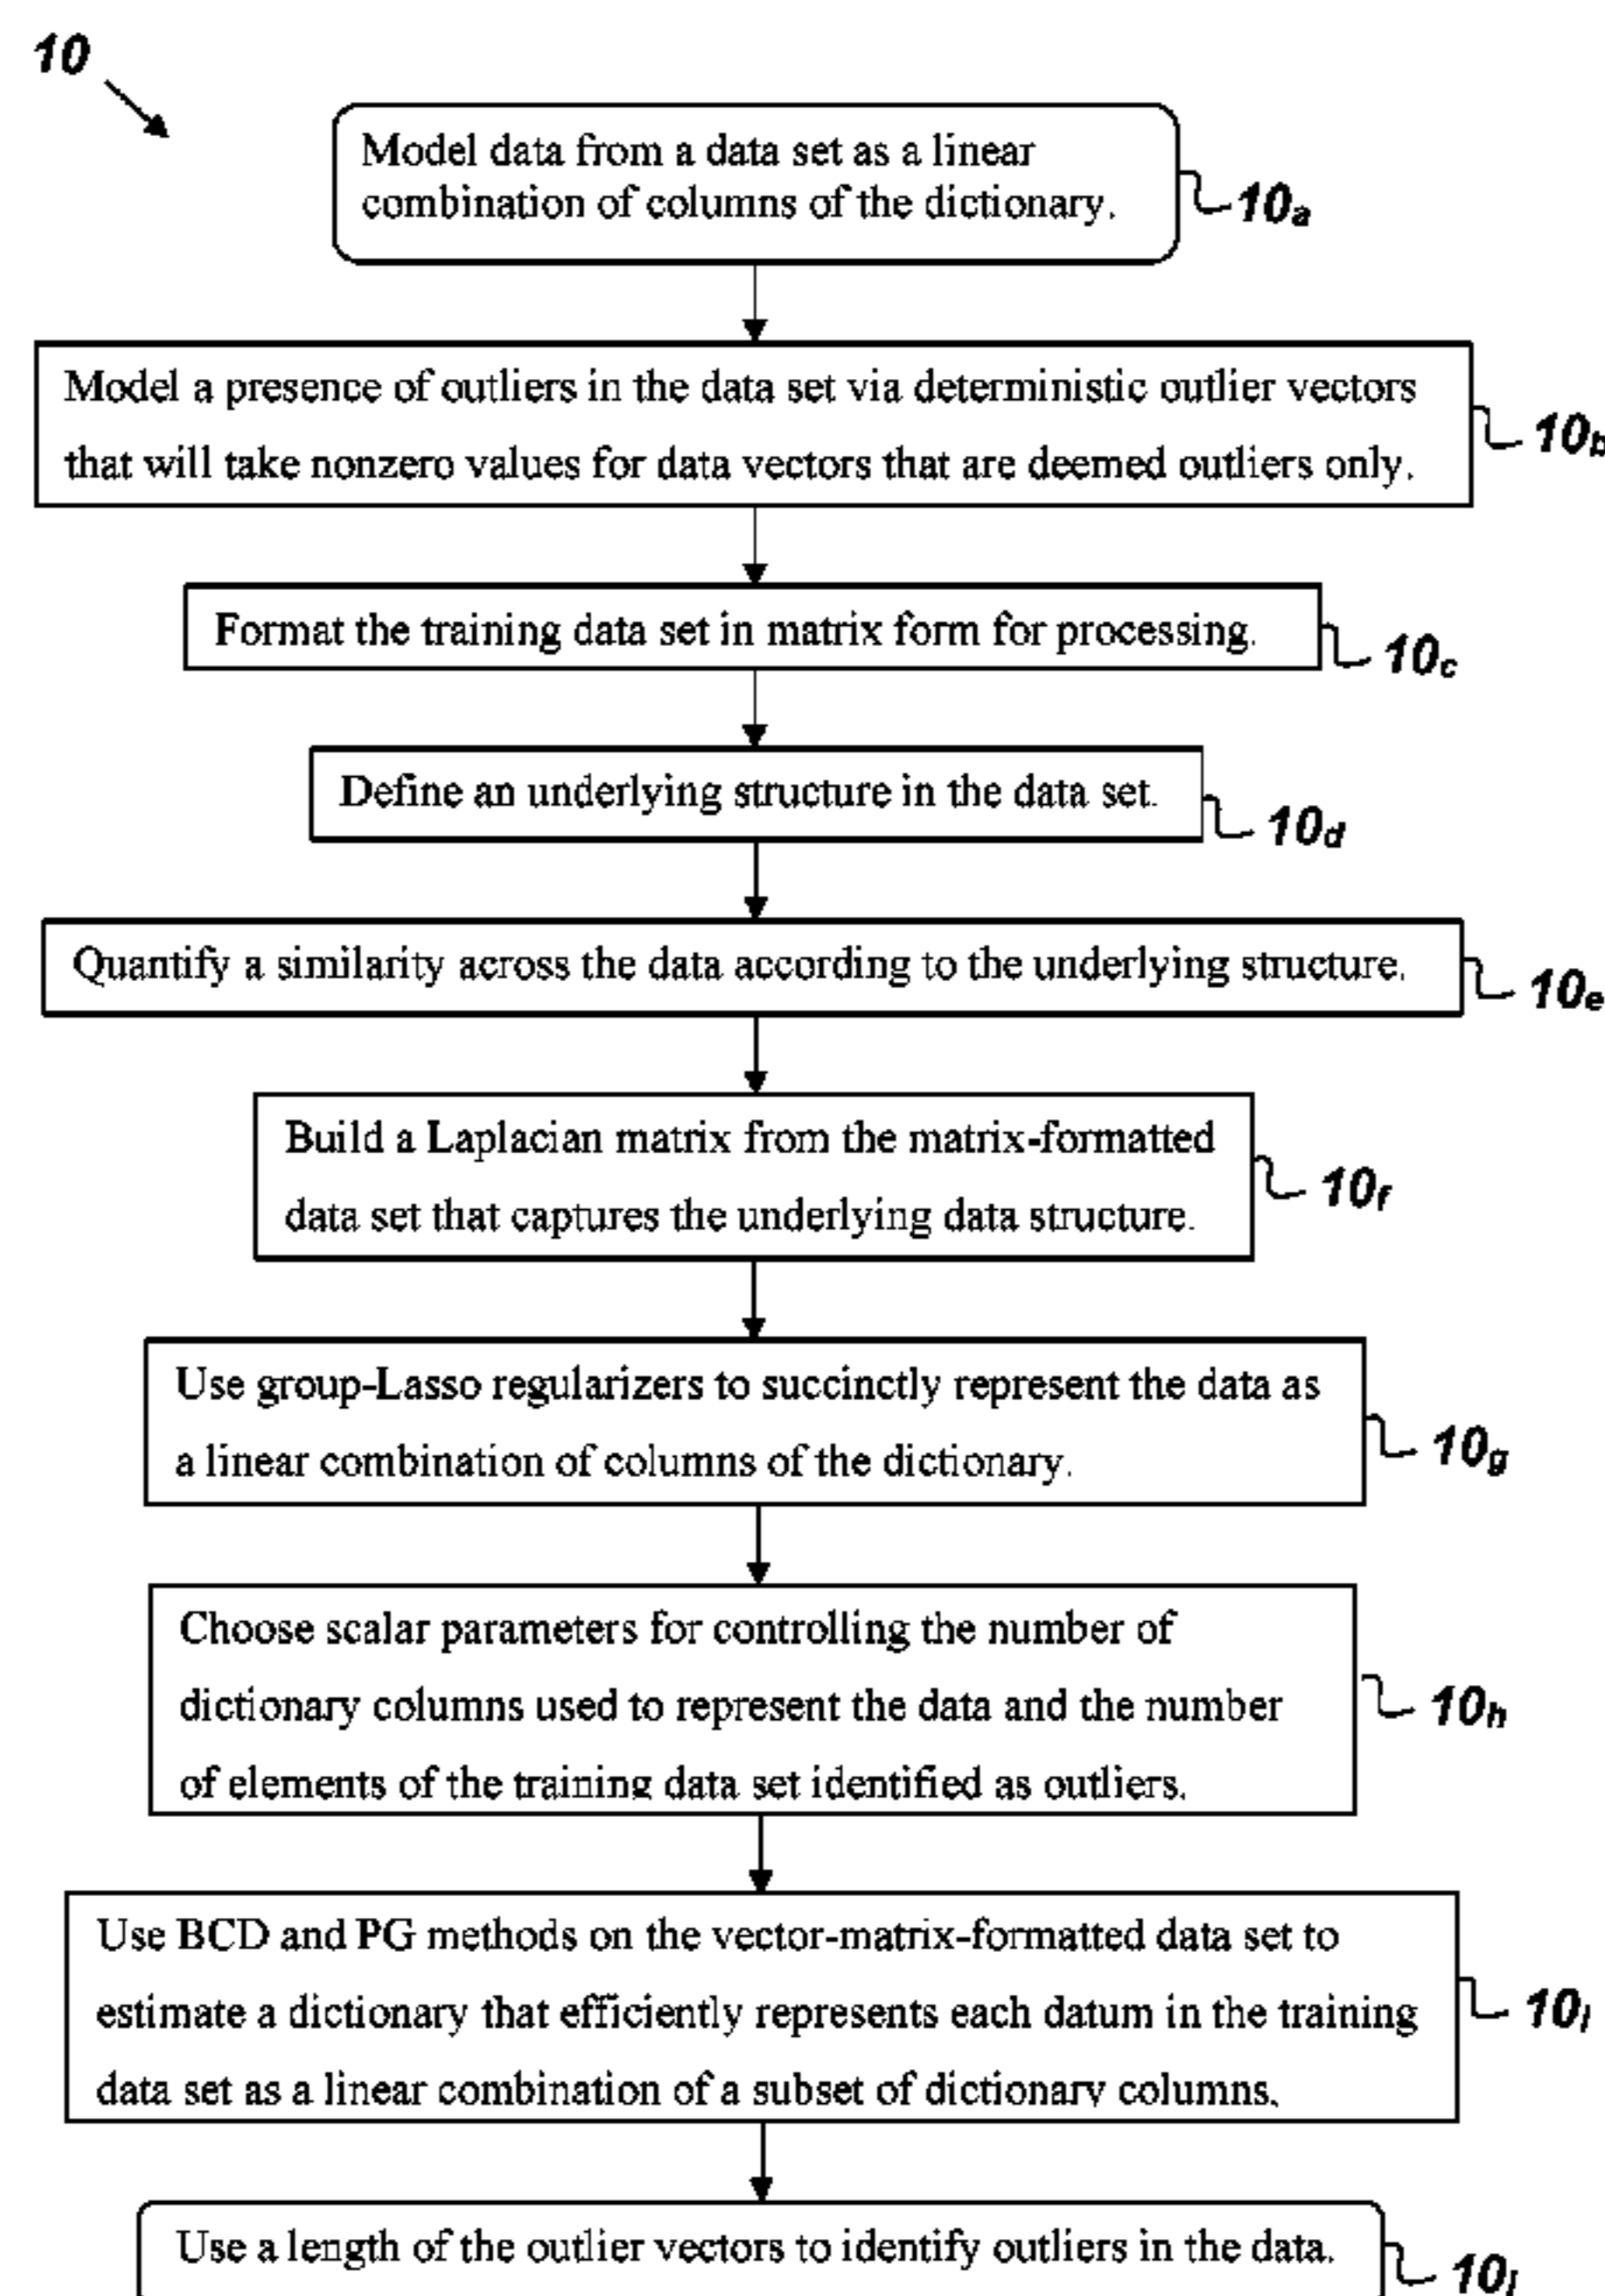 10
Model data from a data set as a linear
combination of columns of the dictionary.
10a
Model a presence of outliers in the data set via deterministic outlier vectors
that will take nonzero values for data vectors that are deemed outliers only.
10b
Format the training data set in matrix form for processing.
10c
Define an underlying structure in the data set.
10d
Quantify a similarity across the data according to the underlying structure.
10e
Build a Laplacian matrix from the matrix-formatted
data set that captures the underlying data structure.
10f
Use group-Lasso regularizers to succinctly represent the data as
a linear combination of columns of the dictionary.
10g
Choose scalar parameters for controlling the number of
dictionary columns used to represent the data and the number
of elements of the training data set identified as outliers.
10h
Use BCD and PG methods on the vector-matrix-formatted data set to
estimate a dictionary that efficiently represents each datum in the training
data set as a linear combination of a subset of dictionary columns.
10i
Use a length of the outlier vectors to identify outliers in the data.
10j